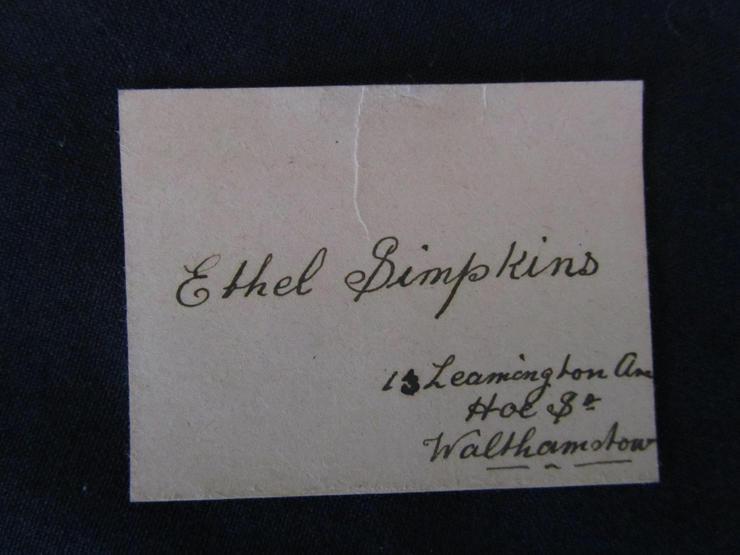 Ethel Simpkins
13 Leamington Av
Hoe St
Walthamstow